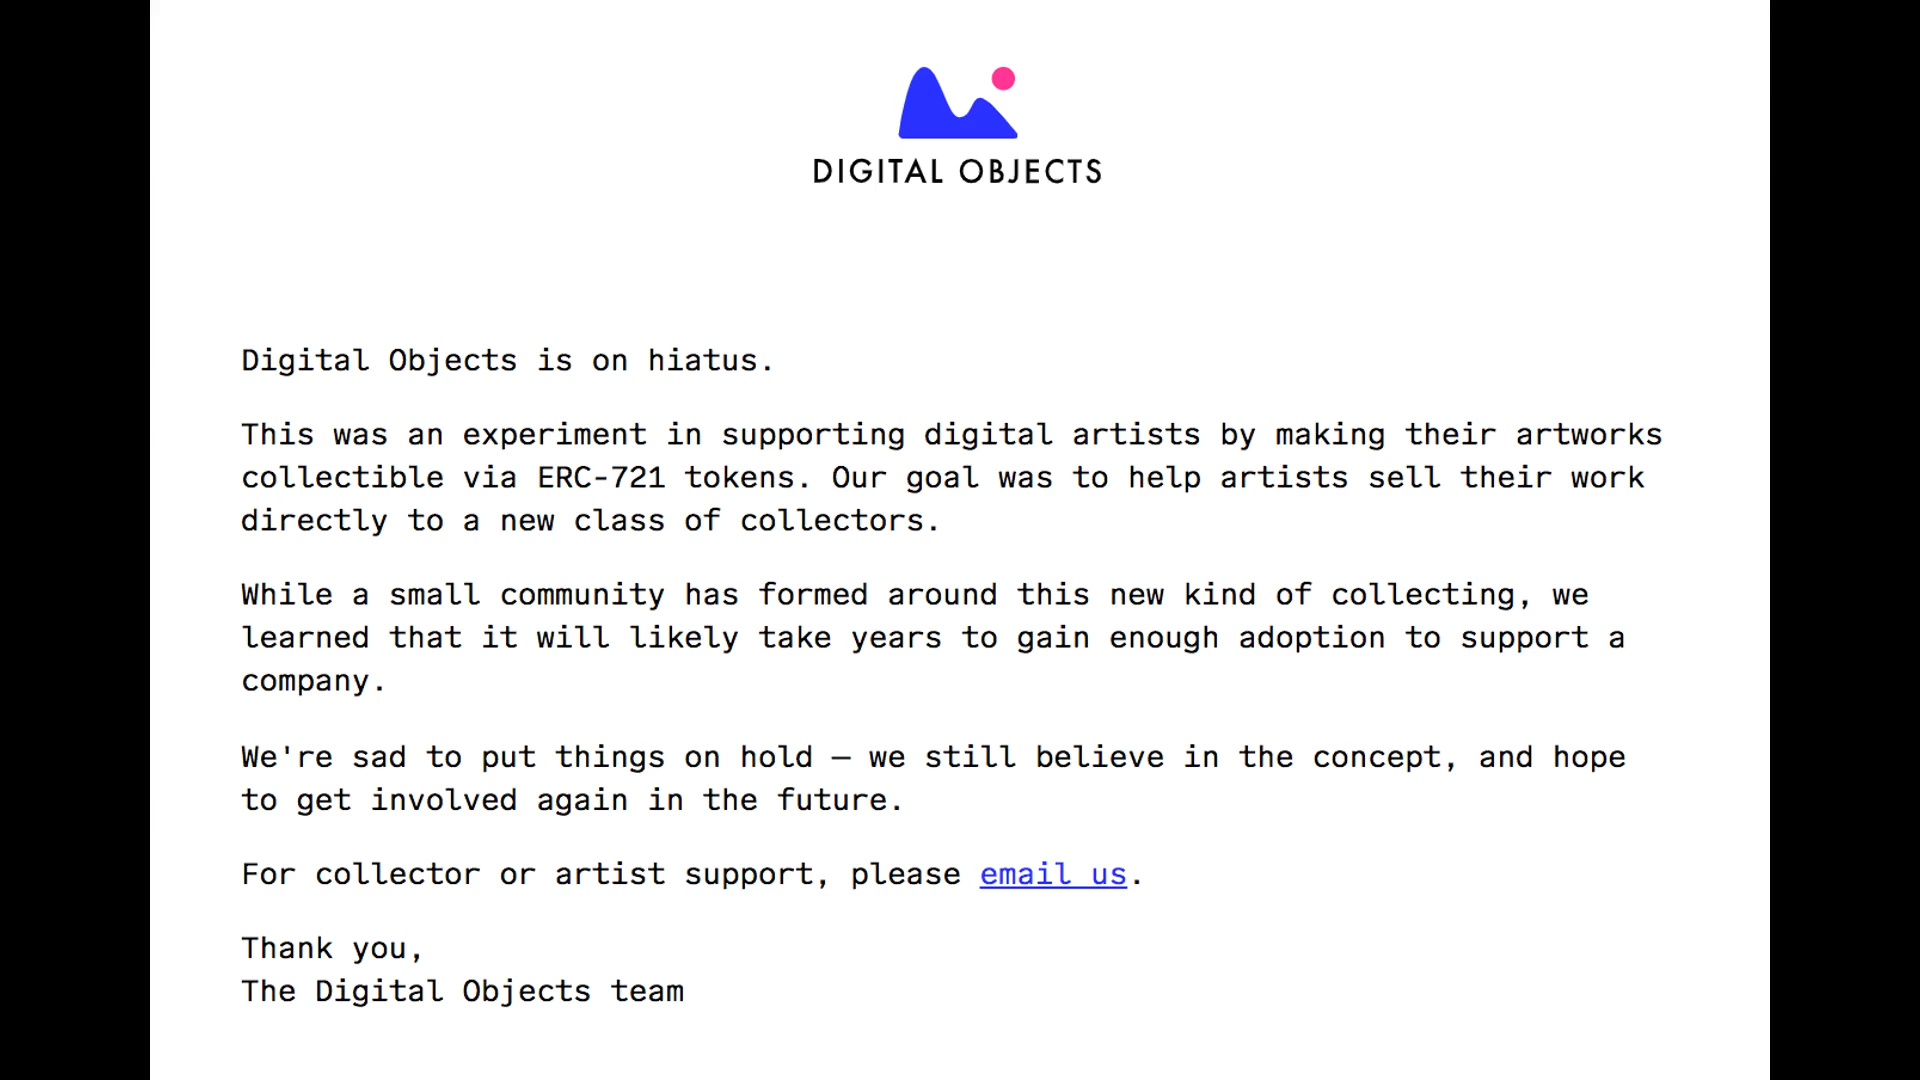 DIGITAL OBJECTS
Digital Objects is on hiatus.
This was an experiment in supporting digital artists by making their artworks
collectible via ERC-721 tokens. Our goal was to help artists sell their work
directly to a new class of collectors.
While a small community has formed around this new kind of collecting, we
learned that it will likely take years to gain enough adoption to support a
company.
We're sad to put things on hold — we still believe in the concept, and hope
to get involved again in the future.
For collector or artist support, please email us.
Thank you,
The Digital Objects team